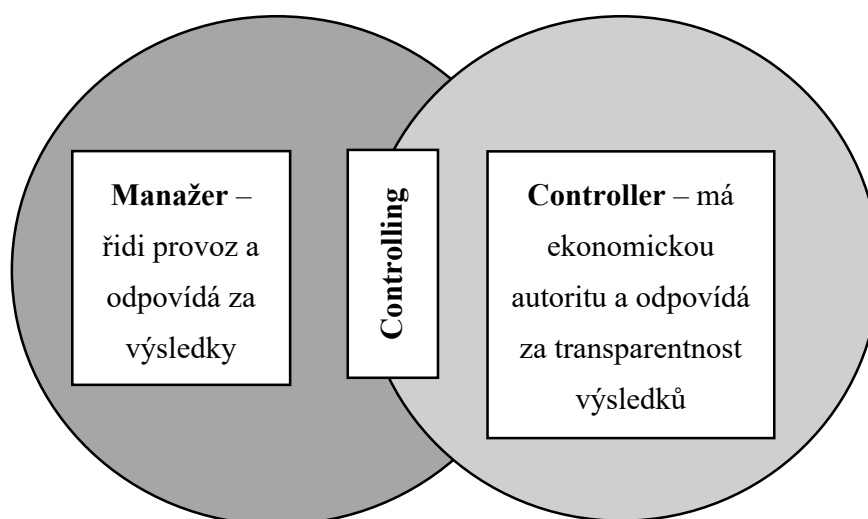 Manažer –
řidi provoz a
odpovídá za
výsledky
Controlling
Controller – má
ekonomickou
autoritu a odpovídá
za transparentnost
výsledků